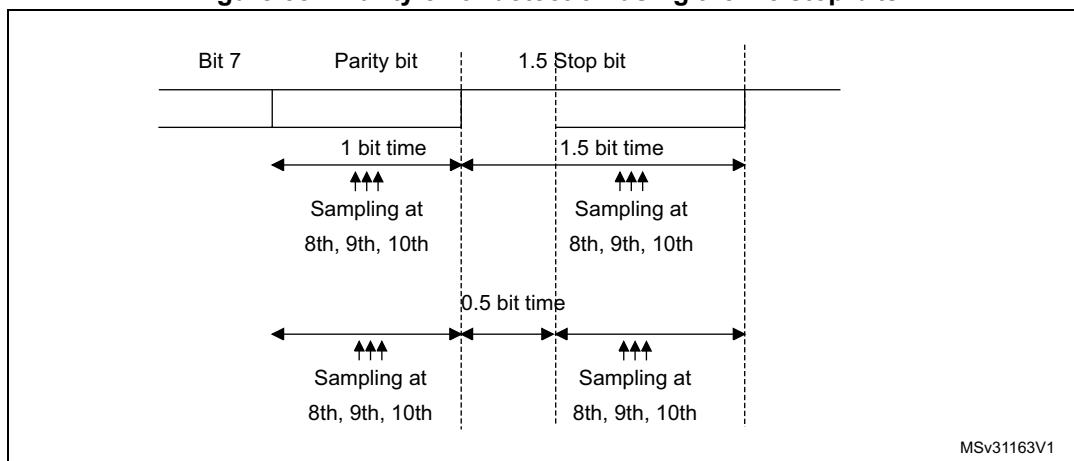 Bit 7 Parity bit 1.5 Stop bit
1 bit time 1.5 bit time
Sampling at Sampling at
8th, 9th, 10th 8th, 9th, 10th
0.5 bit time
Sampling at Sampling at
8th, 9th, 10th 8th, 9th, 10th
MSv31163V1